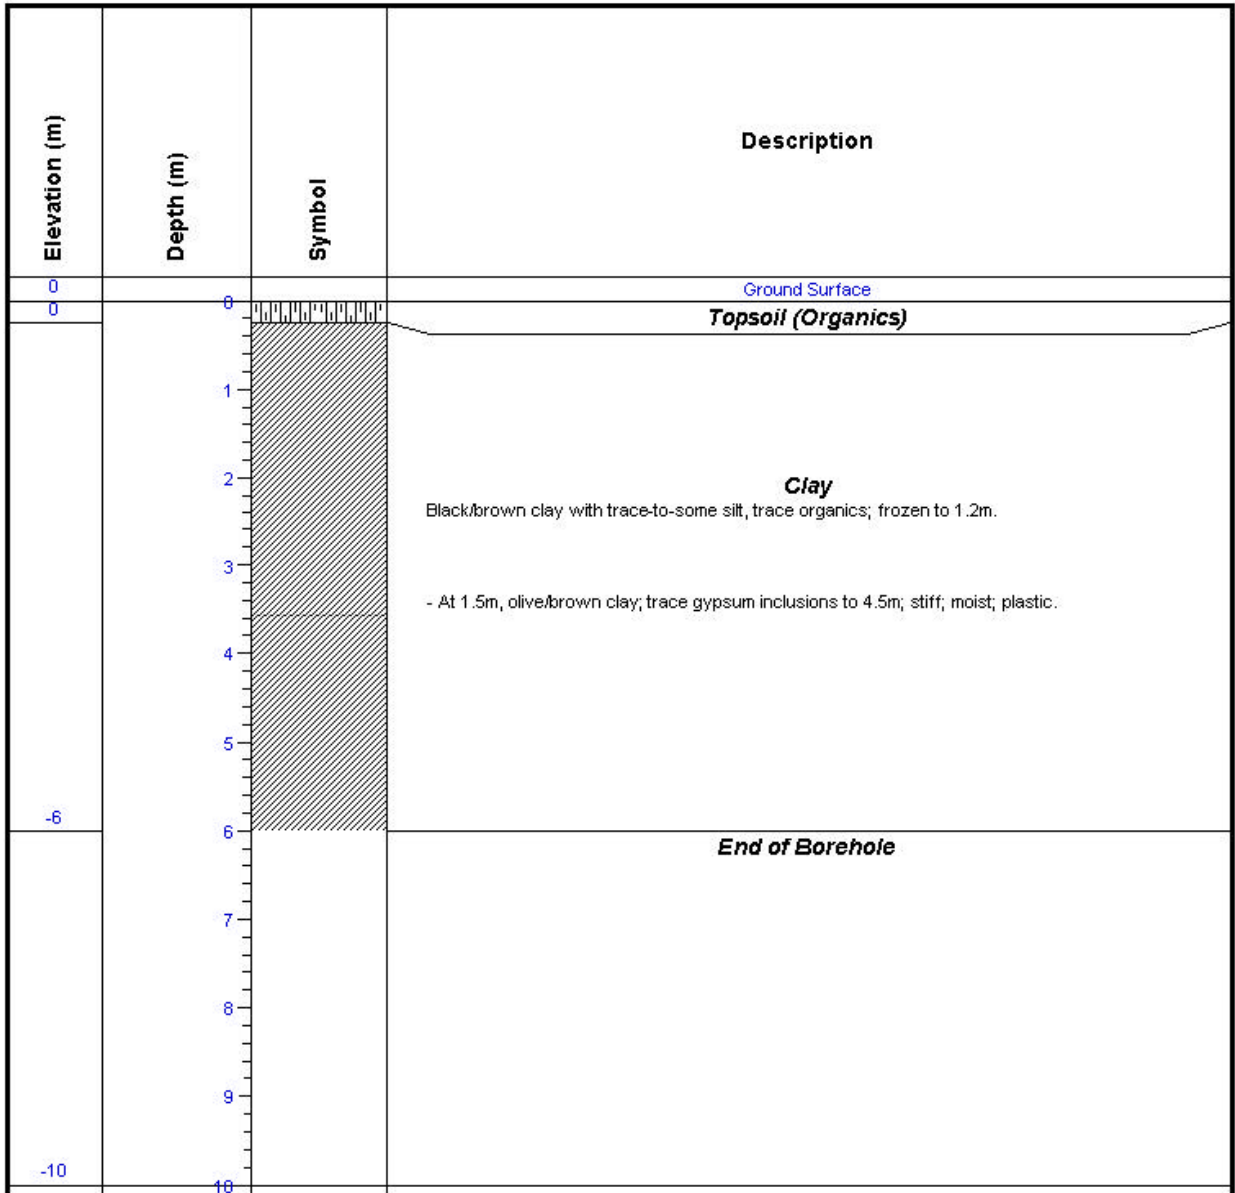 Elevation (m)
Depth (m)
Symbol
Description
0
Ground Surface
0
0
Topsoil (Organics)
1
2
Clay
Black/brown clay with trace-to-some silt, trace organics; frozen to 1.2m.
3
- At 1.5m, olive/brown clay; trace gypsum inclusions to 4.5m; stiff; moist; plastic.
4
5
-6
6
End of Borehole
7
8
9
-10
10